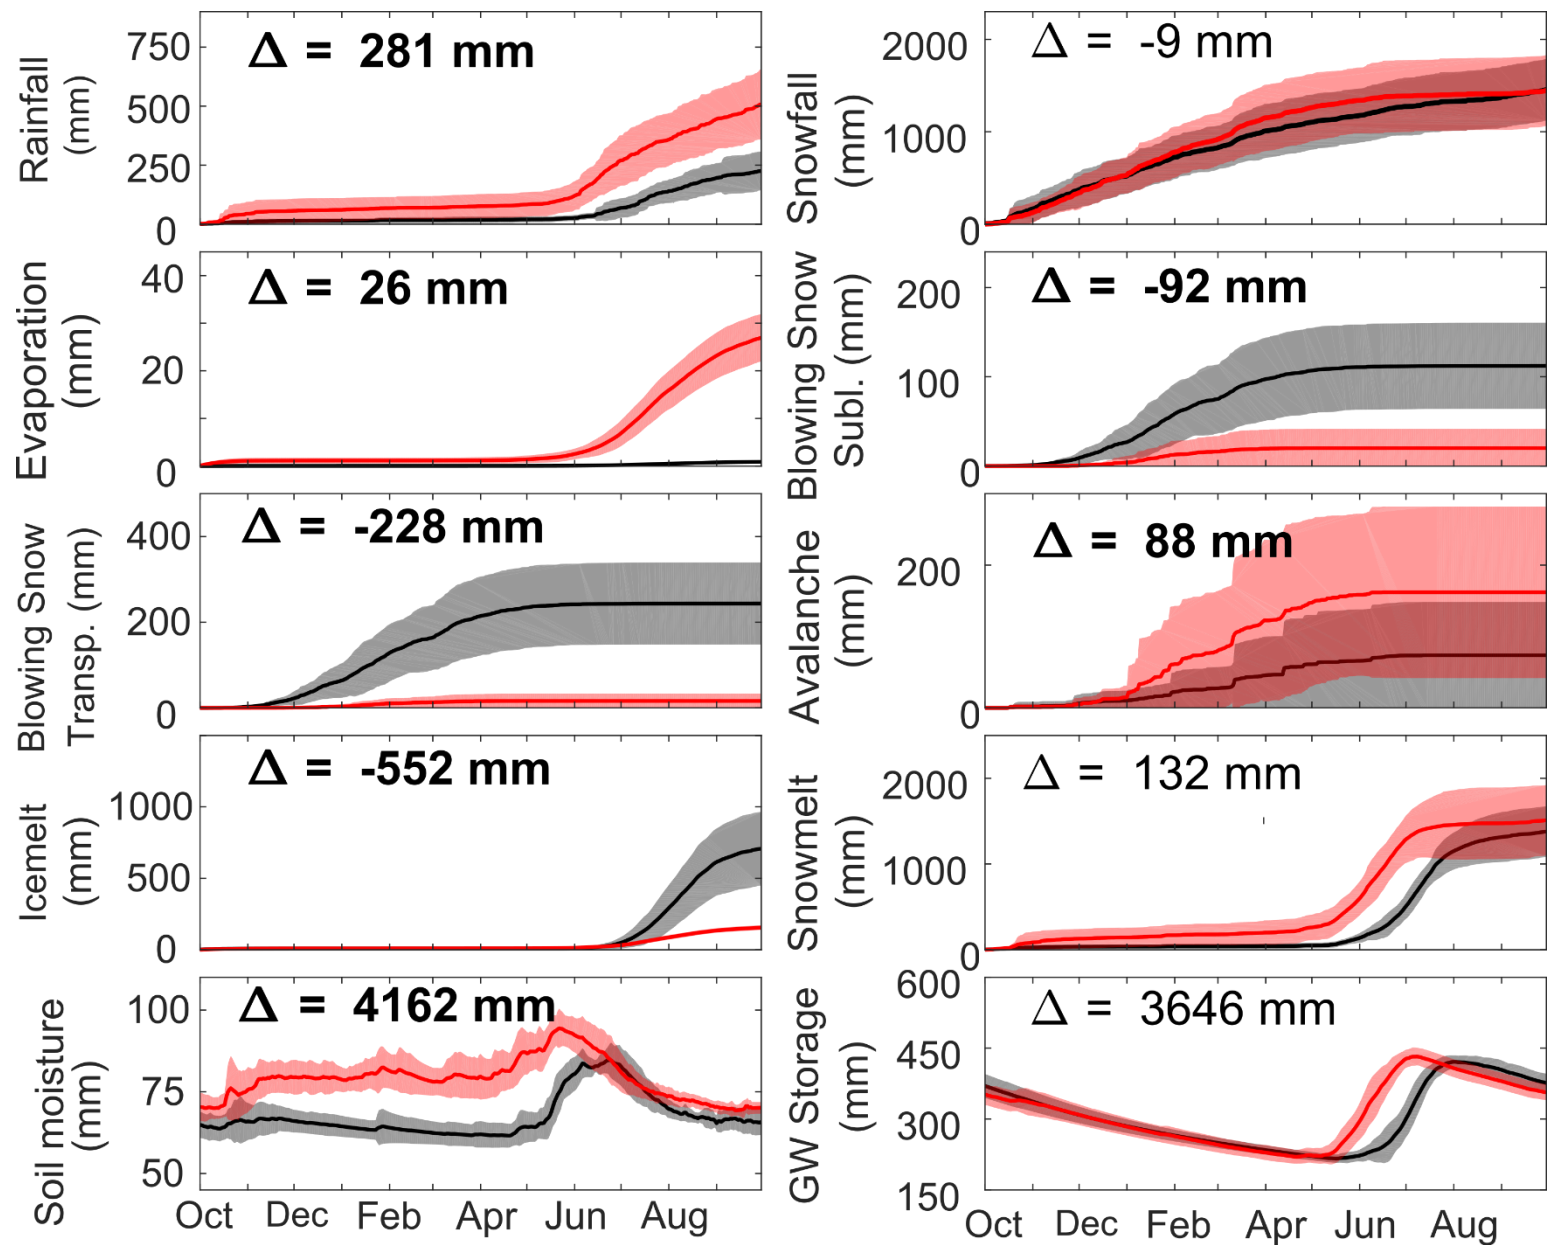 Rainfall
(mm)
750
500
250
0
Δ = 281 mm
Snowfall
(mm)
2000
1000
0
Δ = -9 mm
Evaporation
(mm)
40
20
0
Δ = 26 mm
Blowing Snow
Subl. (mm)
200
100
0
Δ = -92 mm
Blowing Snow
Transp. (mm)
400
200
0
Δ = -228 mm
Avalanche
(mm)
200
0
Δ = 88 mm
Icemelt
(mm)
1000
500
0
Δ = -552 mm
Snowmelt
(mm)
2000
1000
0
Δ = 132 mm
Soil moisture
(mm)
100
75
50
Δ = 4162 mm
GW Storage
(mm)
600
450
300
150
Δ = 3646 mm
Oct Dec Feb Apr Jun Aug
Oct Dec Feb Apr Jun Aug